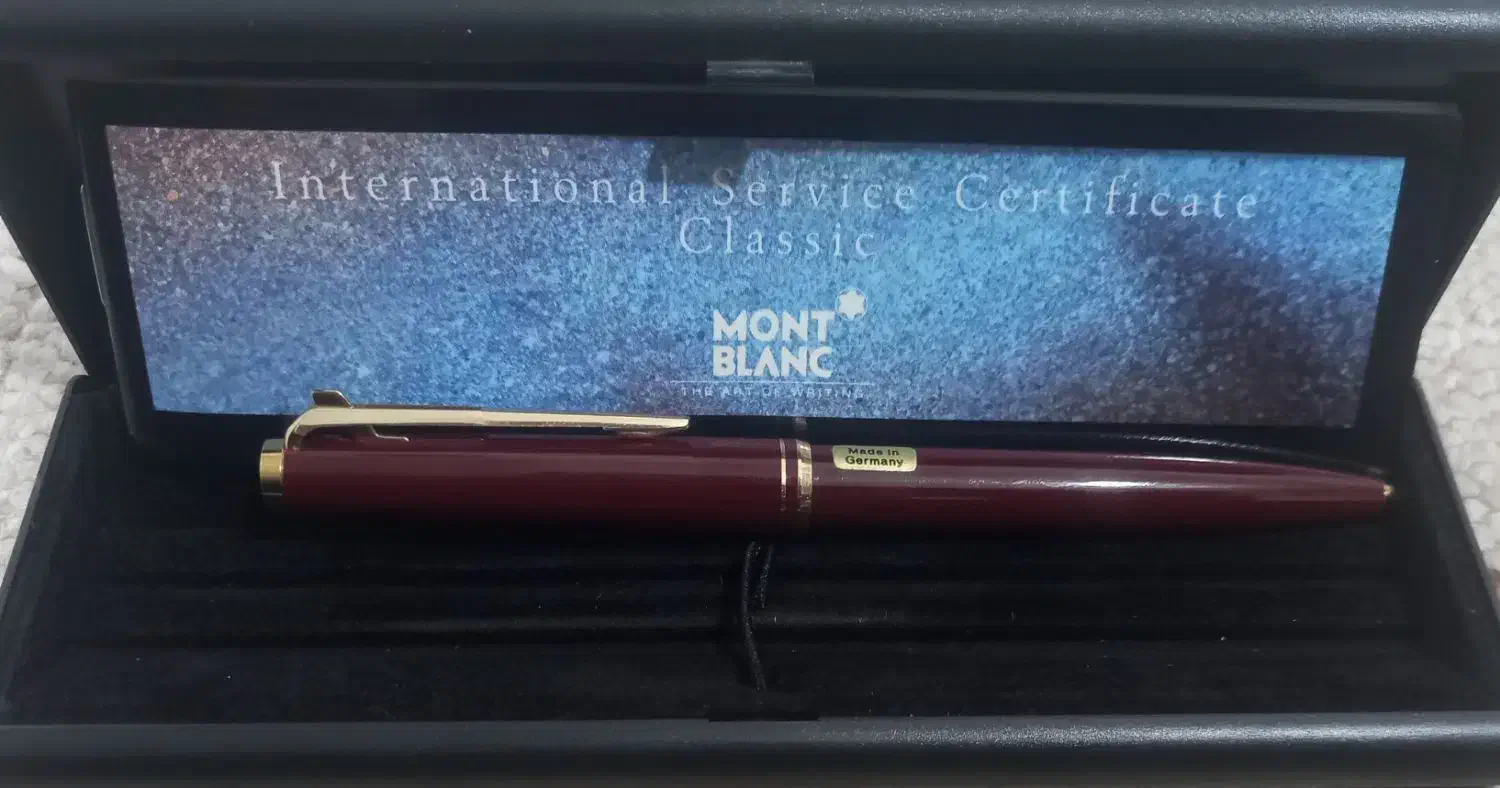 International Service Certificate
Classic
MONT
BLANC
THE ART OF WRITING
Made in
Germany